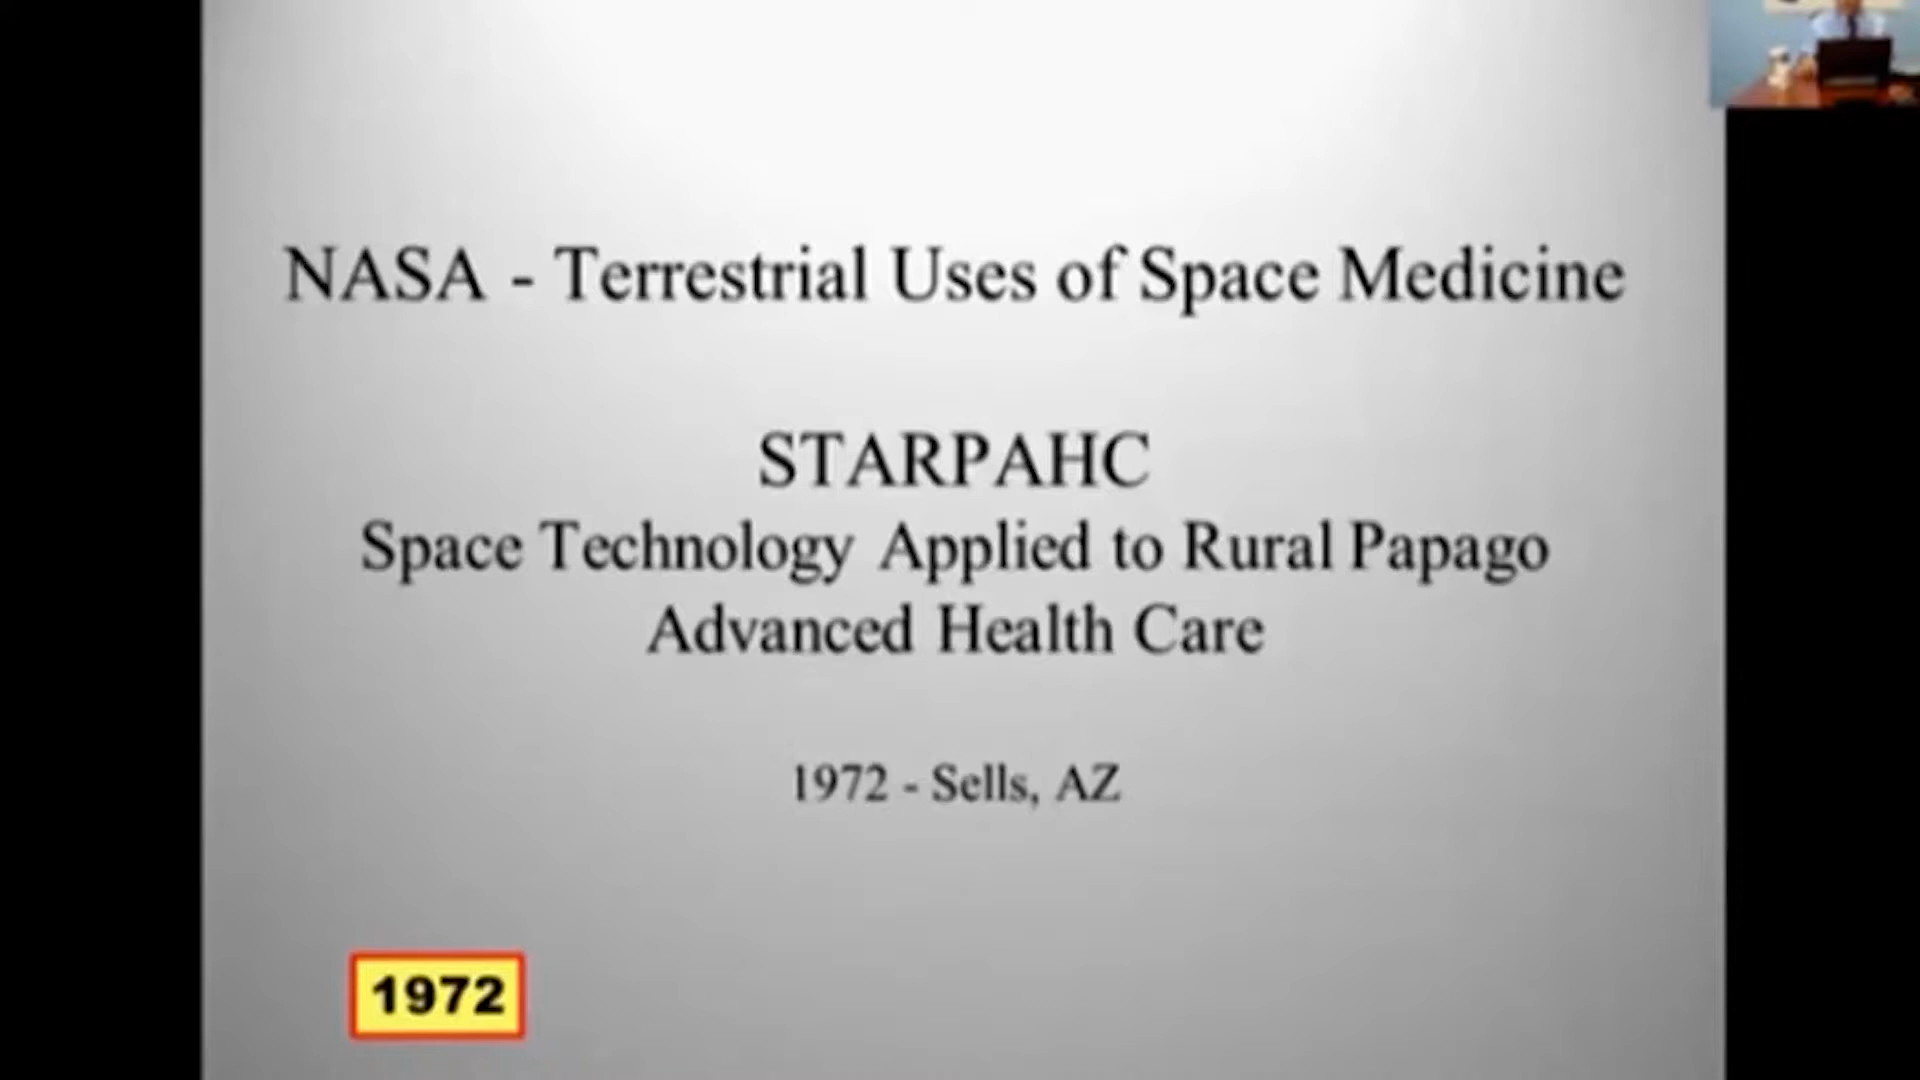 NASA - Terrestrial Uses of Space Medicine
STARPAHC
Space Technology Applied to Rural Papago
Advanced Health Care
1972 - Sells, AZ
1972